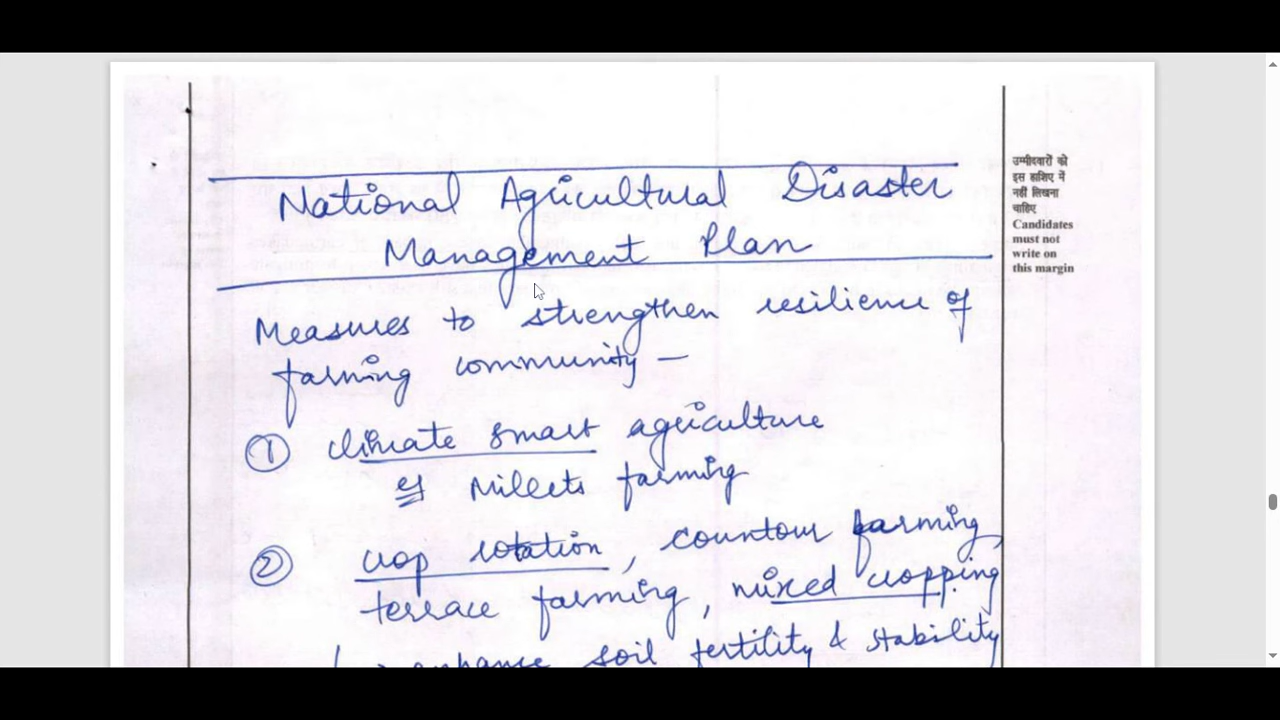 National Agricultural Disaster
Management Plan
Measures to strengthen resilience of
farming community —
① climate smart agriculture
eg Millets farming
② crop rotation, countour farming,
terrace farming, mixed cropping
↳ enhance soil fertility & stability
उम्मीदवारों को
इस हाशिए में
नहीं लिखना
चाहिए
Candidates
must not
write on
this margin